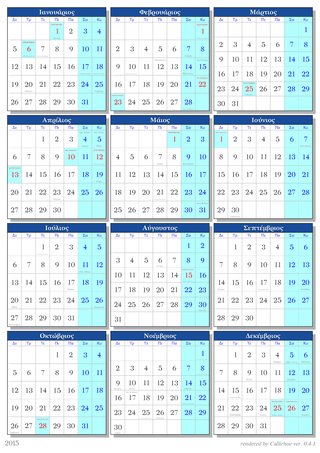 Ιανουάριος
Δε Τρ Τε Πε Πα Σα Κυ
1 2 3 4
5 6 7 8 9 10 11
12 13 14 15 16 17 18
19 20 21 22 23 24 25
26 27 28 29 30 31
Φεβρουάριος
Δε Τρ Τε Πε Πα Σα Κυ
1
2 3 4 5 6 7 8
9 10 11 12 13 14 15
16 17 18 19 20 21 22
23 24 25 26 27 28
Μάρτιος
Δε Τρ Τε Πε Πα Σα Κυ
1
2 3 4 5 6 7 8
9 10 11 12 13 14 15
16 17 18 19 20 21 22
23 24 25 26 27 28 29
30 31
Απρίλιος
Δε Τρ Τε Πε Πα Σα Κυ
1 2 3 4 5
6 7 8 9 10 11 12
13 14 15 16 17 18 19
20 21 22 23 24 25 26
27 28 29 30
Μάιος
Δε Τρ Τε Πε Πα Σα Κυ
1 2 3
4 5 6 7 8 9 10
11 12 13 14 15 16 17
18 19 20 21 22 23 24
25 26 27 28 29 30 31
Ιούνιος
Δε Τρ Τε Πε Πα Σα Κυ
1 2 3 4 5 6 7
8 9 10 11 12 13 14
15 16 17 18 19 20 21
22 23 24 25 26 27 28
29 30
Ιούλιος
Δε Τρ Τε Πε Πα Σα Κυ
1 2 3 4 5
6 7 8 9 10 11 12
13 14 15 16 17 18 19
20 21 22 23 24 25 26
27 28 29 30 31
Αύγουστος
Δε Τρ Τε Πε Πα Σα Κυ
1 2
3 4 5 6 7 8 9
10 11 12 13 14 15 16
17 18 19 20 21 22 23
24 25 26 27 28 29 30
31
Σεπτέμβριος
Δε Τρ Τε Πε Πα Σα Κυ
1 2 3 4 5 6
7 8 9 10 11 12 13
14 15 16 17 18 19 20
21 22 23 24 25 26 27
28 29 30
Οκτώβριος
Δε Τρ Τε Πε Πα Σα Κυ
1 2 3 4
5 6 7 8 9 10 11
12 13 14 15 16 17 18
19 20 21 22 23 24 25
26 27 28 29 30 31
Νοέμβριος
Δε Τρ Τε Πε Πα Σα Κυ
1
2 3 4 5 6 7 8
9 10 11 12 13 14 15
16 17 18 19 20 21 22
23 24 25 26 27 28 29
30
Δεκέμβριος
Δε Τρ Τε Πε Πα Σα Κυ
1 2 3 4 5 6
7 8 9 10 11 12 13
14 15 16 17 18 19 20
21 22 23 24 25 26 27
28 29 30 31
2015
rendered by Callirhoe ver. 0.4.1